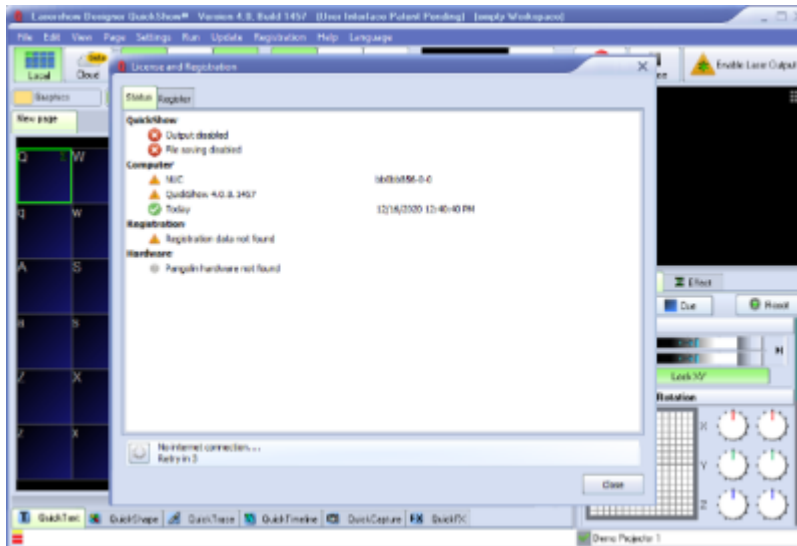 Lasershow Designer QuickShow® Version 4.0, Build 1457 (User Interface Patent Pending) [empty Workspace]
File Edit View Page Settings Run Update Registration Help Language
Local Cloud beta
Enable Laser Output
Graphics
New page
License and Registration
Status Register
QuickShow
Output disabled
File saving disabled
Computer
NUC
QuickShow 4.0.0.1457
Today 12/16/2020 12:40:40 PM
Registration
Registration data not found
Hardware
Pangolin hardware not found
No internet connection...
Retry in 3
Close
Q W
q w
A S
Z X
Effect
Cue Reset
Lock XY
Rotation
X
Y
Z
QuickText QuickShape QuickTrace QuickTimeline QuickCapture QuickFX
Demo Projector 1